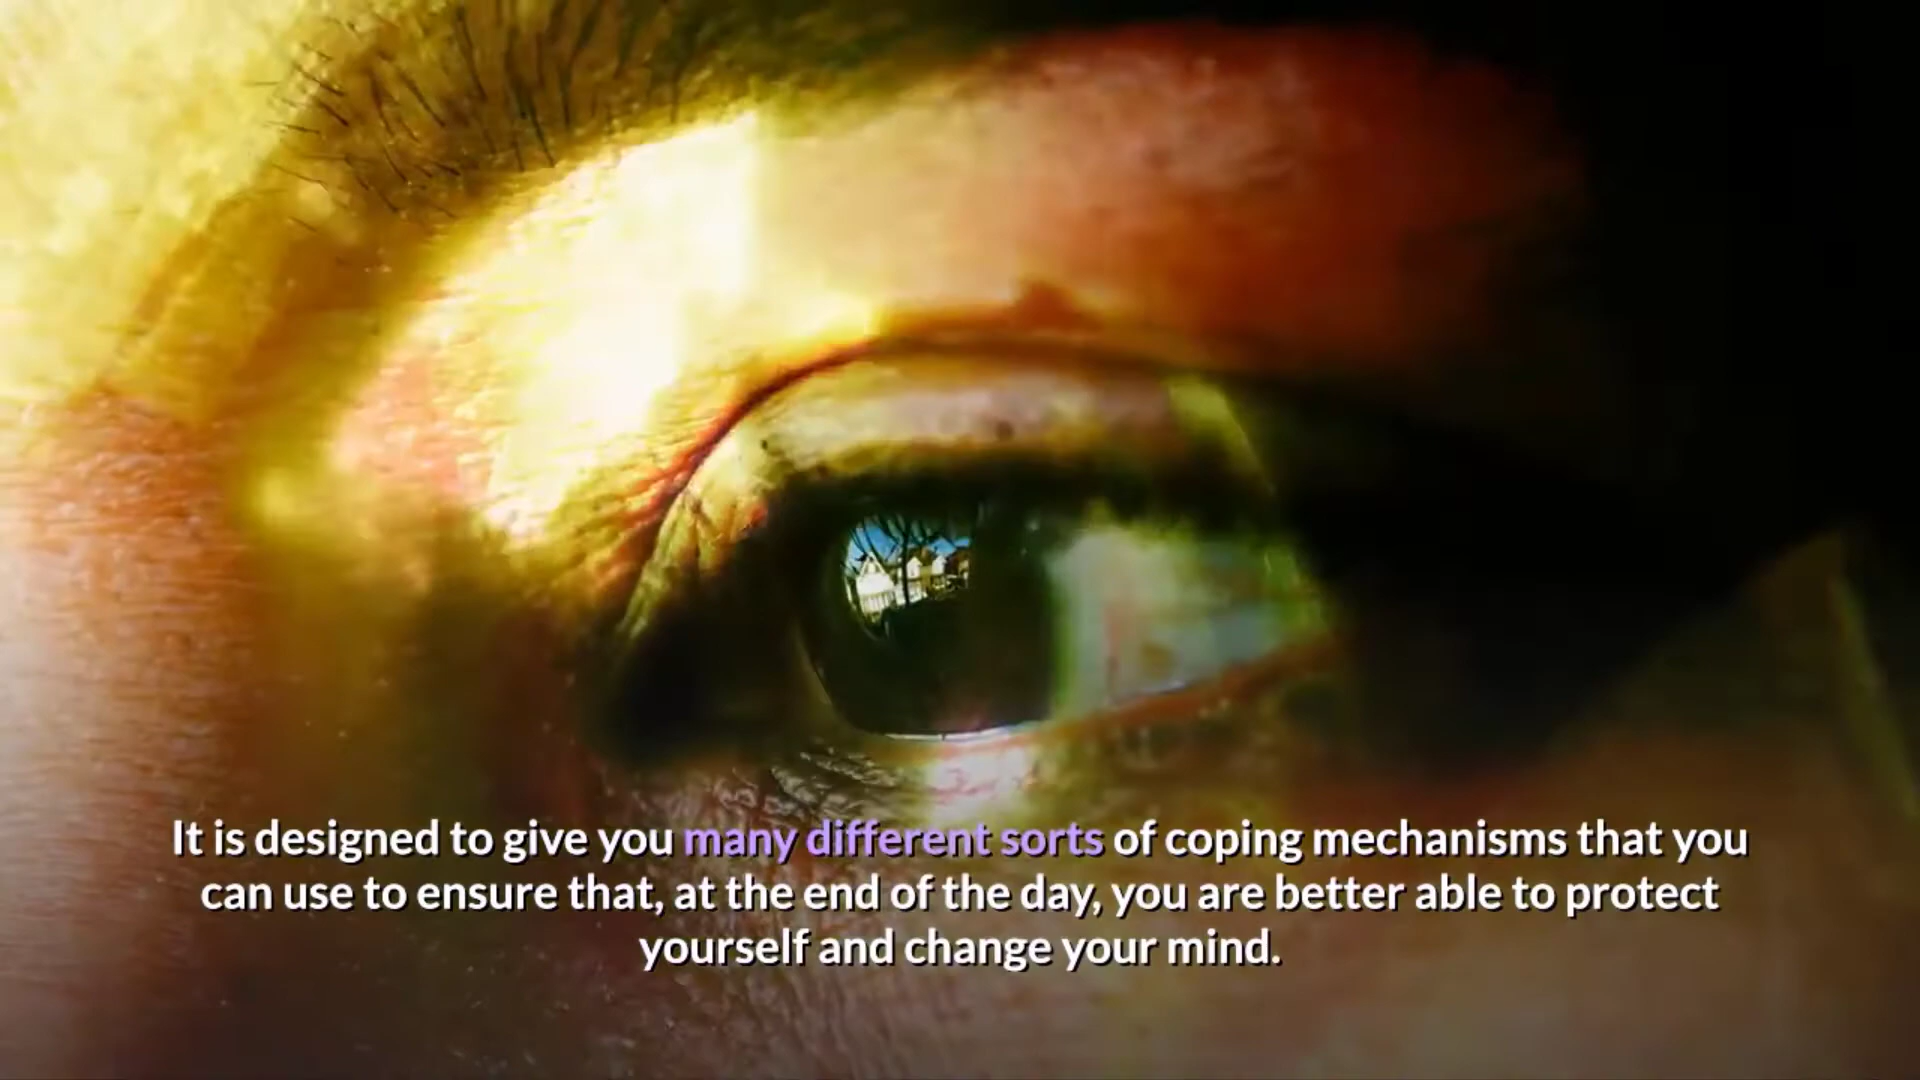 It is designed to give you many different sorts of coping mechanisms that you
can use to ensure that, at the end of the day, you are better able to protect
yourself and change your mind.